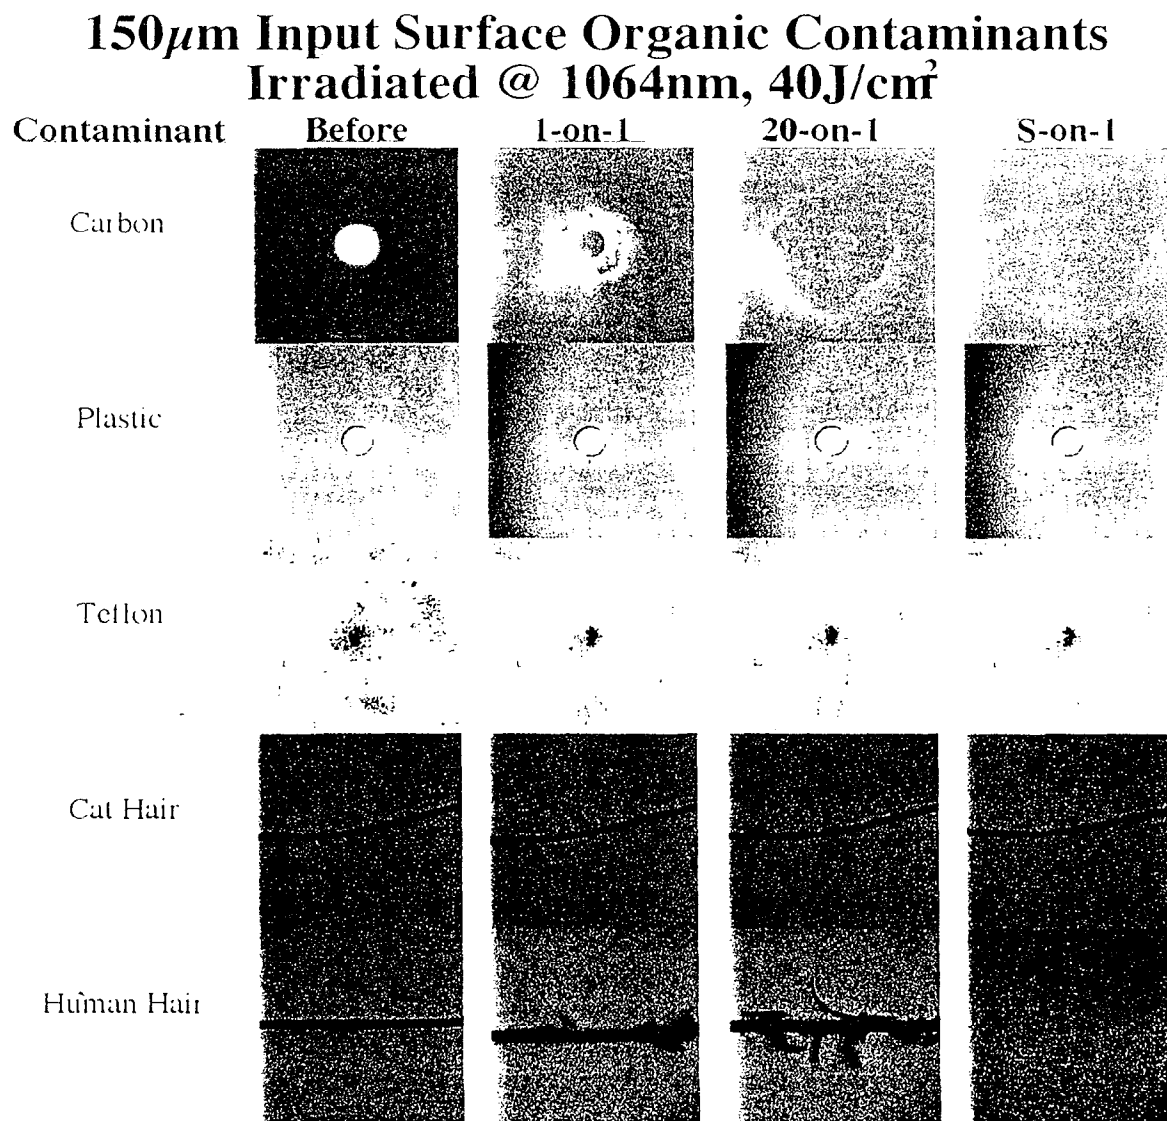 150μm Input Surface Organic Contaminants
Irradiated @ 1064nm, 40J/cm²
Contaminant Before 1-on-1 20-on-1 S-on-1
Carbon
Plastic
Teflon
Cat Hair
Human Hair